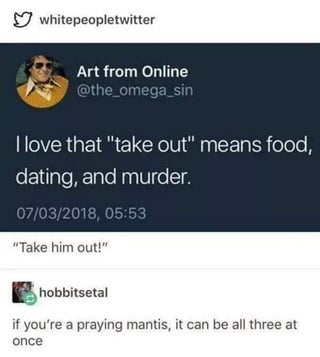 whitepeopletwitter
Art from Online
@the_omega_sin
I love that "take out" means food,
dating, and murder.
07/03/2018, 05:53
"Take him out!"
hobbitsetal
if you're a praying mantis, it can be all three at
once